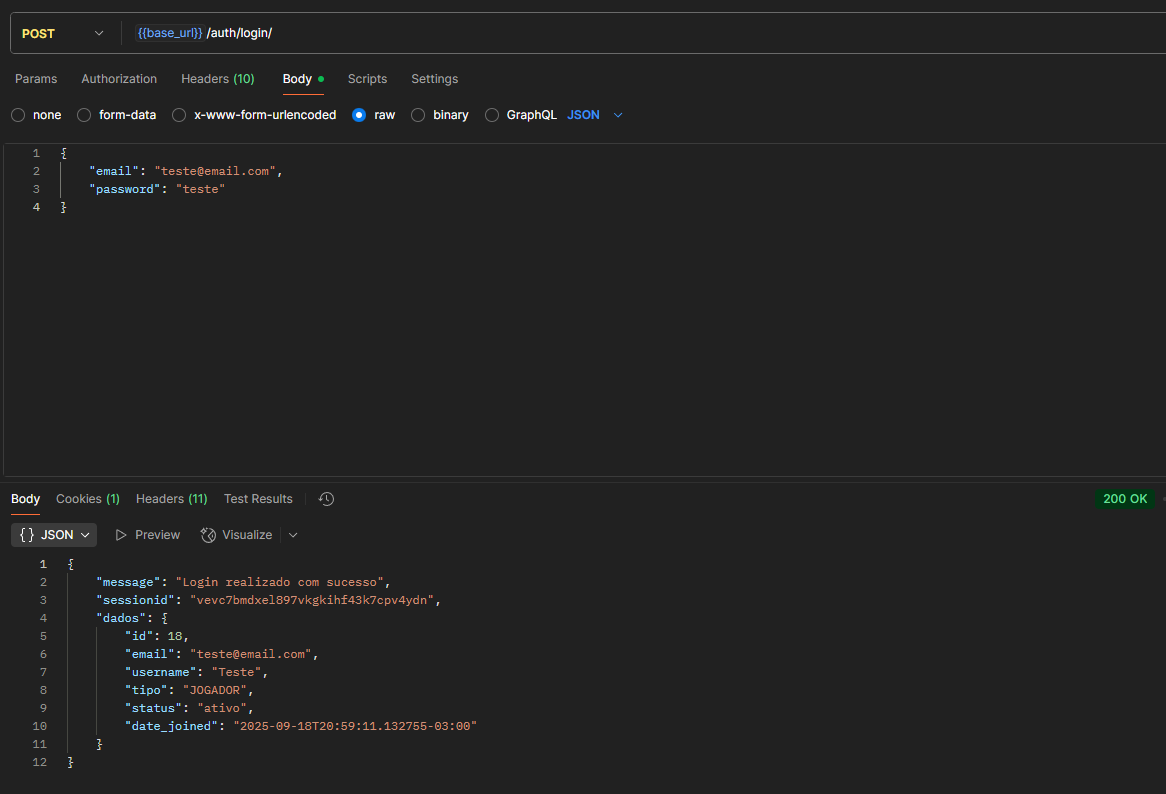 POST {{base_url}} /auth/login/
Params Authorization Headers (10) Body Scripts Settings
none form-data x-www-form-urlencoded raw binary GraphQL JSON
1 {
2 "email": "teste@email.com",
3 "password": "teste"
4 }
Body Cookies (1) Headers (11) Test Results 200 OK
{} JSON Preview Visualize
1 {
2 "message": "Login realizado com sucesso",
3 "sessionid": "vevc7bmdxel897vkgkihf43k7cpv4ydn",
4 "dados": {
5 "id": 18,
6 "email": "teste@email.com",
7 "username": "Teste",
8 "tipo": "JOGADOR",
9 "status": "ativo",
10 "date_joined": "2025-09-18T20:59:11.132755-03:00"
11 }
12 }